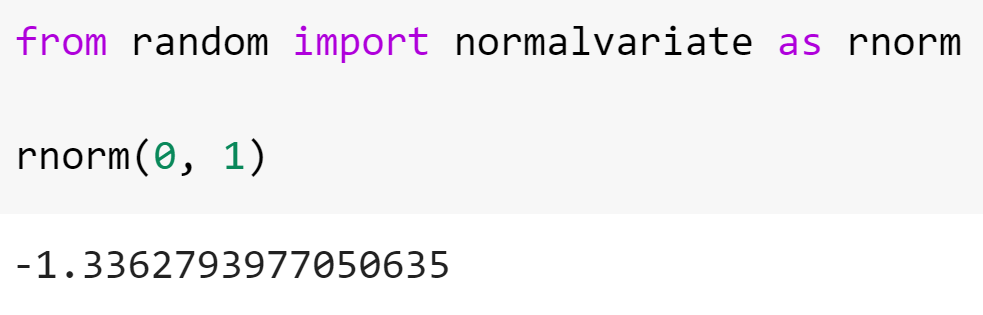 from random import normalvariate as rnorm
rnorm(0, 1)
-1.3362793977050635